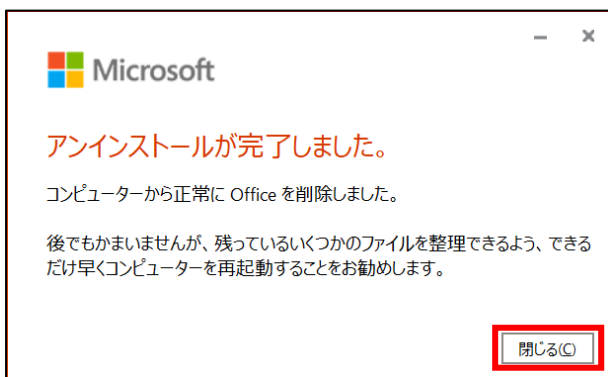 Microsoft
アンインストールが完了しました。
コンピューターから正常に Office を削除しました。
後でもかまいませんが、残っているいくつかのファイルを整理できるよう、できる
だけ早くコンピューターを再起動することをお勧めします。
閉じる(C)